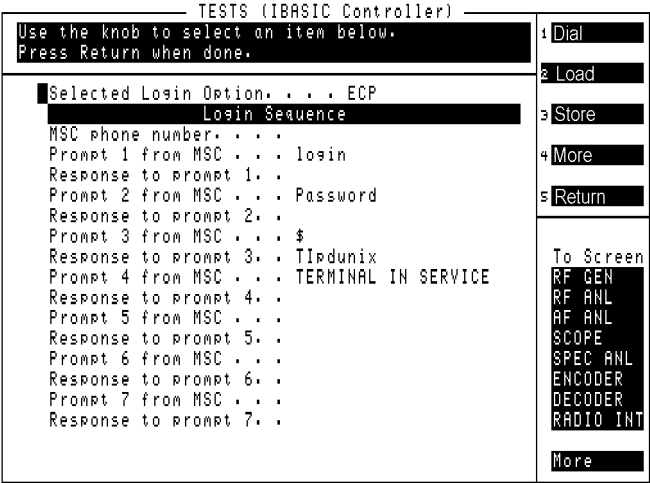 TESTS (IBASIC Controller)
Use the knob to select an item below.
Press Return when done.
Selected Login Option. . . . ECP
Login Sequence
MSC phone number. . . .
Prompt 1 from MSC . . . login
Response to prompt 1. .
Prompt 2 from MSC . . . Password
Response to prompt 2. .
Prompt 3 from MSC . . . $
Response to prompt 3. . TIpdunix
Prompt 4 from MSC . . . TERMINAL IN SERVICE
Response to prompt 4. .
Prompt 5 from MSC . . .
Response to prompt 5. .
Prompt 6 from MSC . . .
Response to prompt 6. .
Prompt 7 from MSC . . .
Response to prompt 7. .
1 Dial
2 Load
3 Store
4 More
5 Return
To Screen
RF GEN
RF ANL
AF ANL
SCOPE
SPEC ANL
ENCODER
DECODER
RADIO INT
More